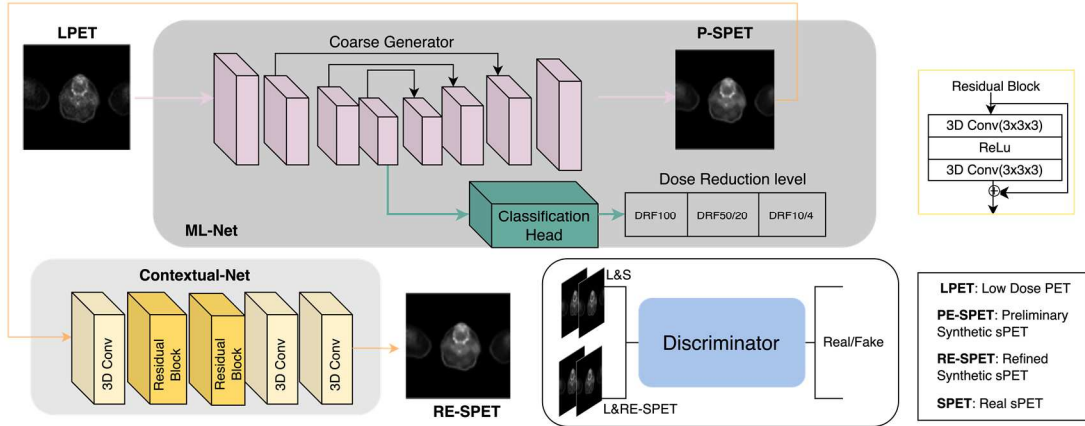 LPET
Coarse Generator
P-SPET
Dose Reduction level
Classification
Head
DRF100
DRF50/20
DRF10/4
ML-Net
Residual Block
3D Conv(3x3x3)
ReLu
3D Conv(3x3x3)
Contextual-Net
3D Conv
Residual
Block
Residual
Block
3D Conv
3D Conv
RE-SPET
L&S
L&RE-SPET
Discriminator
Real/Fake
LPET: Low Dose PET
PE-SPET: Preliminary
Synthetic sPET
RE-SPET: Refined
Synthetic sPET
SPET: Real sPET